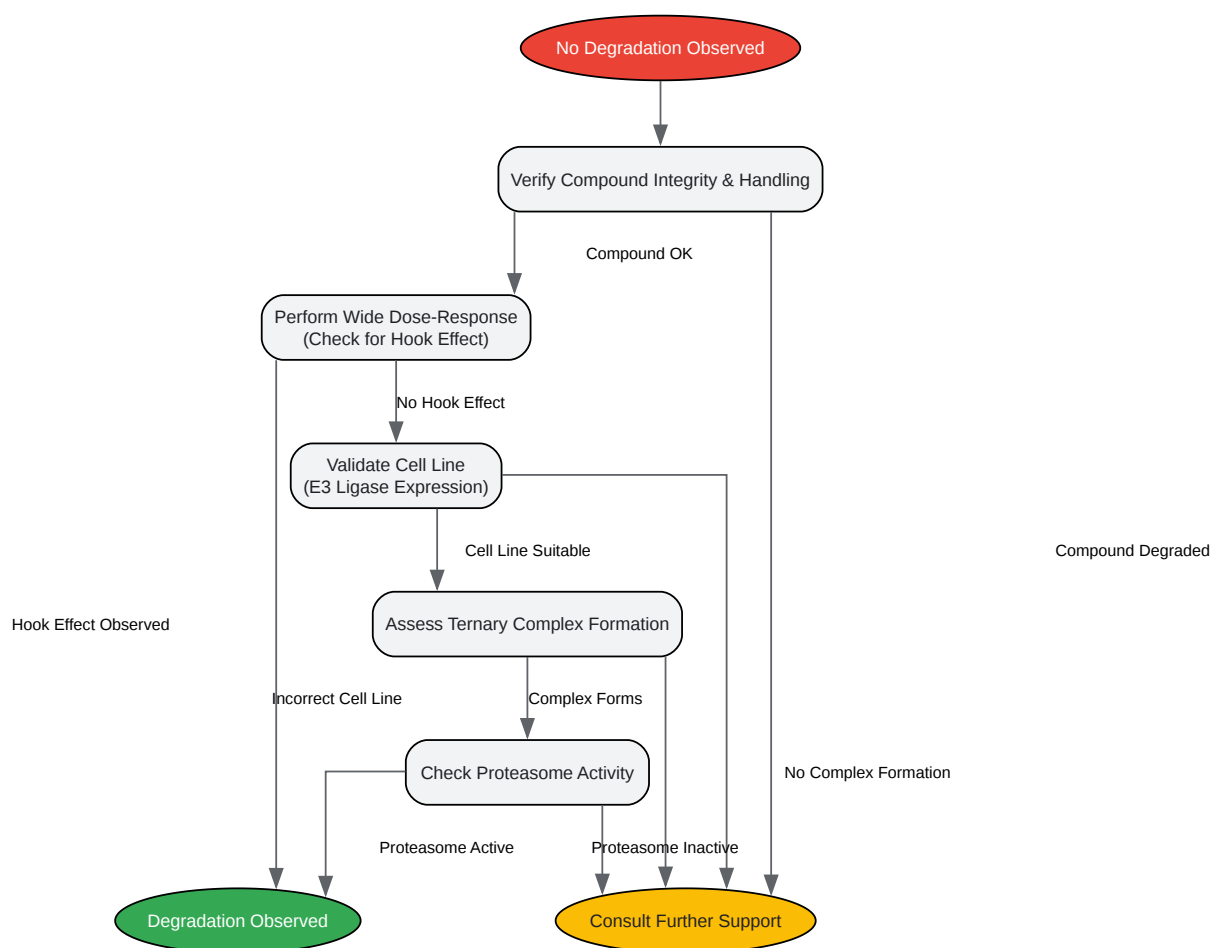 No Degradation Observed
Verify Compound Integrity & Handling
Compound OK
Perform Wide Dose-Response
(Check for Hook Effect)
No Hook Effect
Validate Cell Line
(E3 Ligase Expression)
Cell Line Suitable
Compound Degraded
Hook Effect Observed
Assess Ternary Complex Formation
Incorrect Cell Line
Complex Forms
Check Proteasome Activity
No Complex Formation
Proteasome Active
Proteasome Inactive
Degradation Observed
Consult Further Support